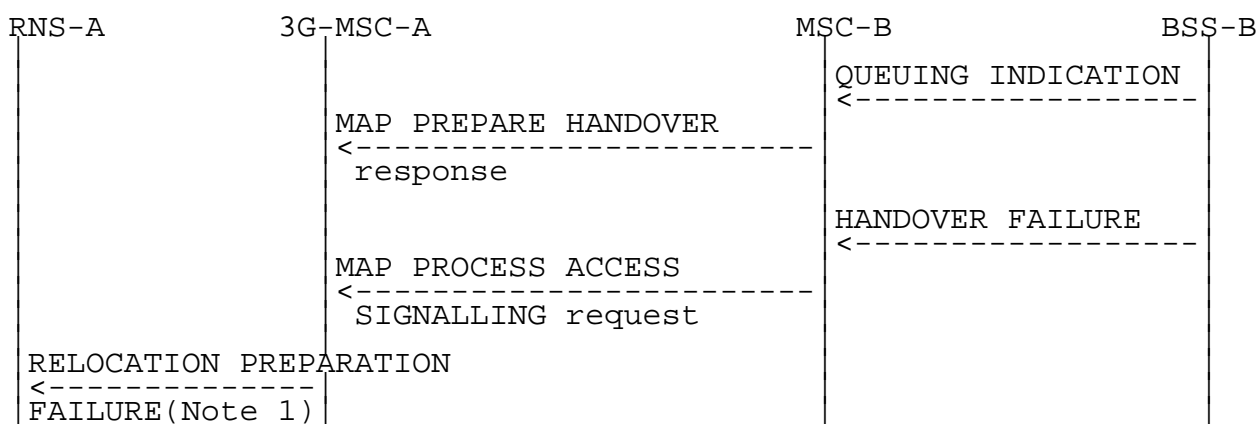 RNS-A 3G-MSC-A MSC-B BSS-B
QUEUING INDICATION
MAP PREPARE HANDOVER
response
HANDOVER FAILURE
MAP PROCESS ACCESS
SIGNALLING request
RELOCATION PREPARATION
FAILURE(Note 1)